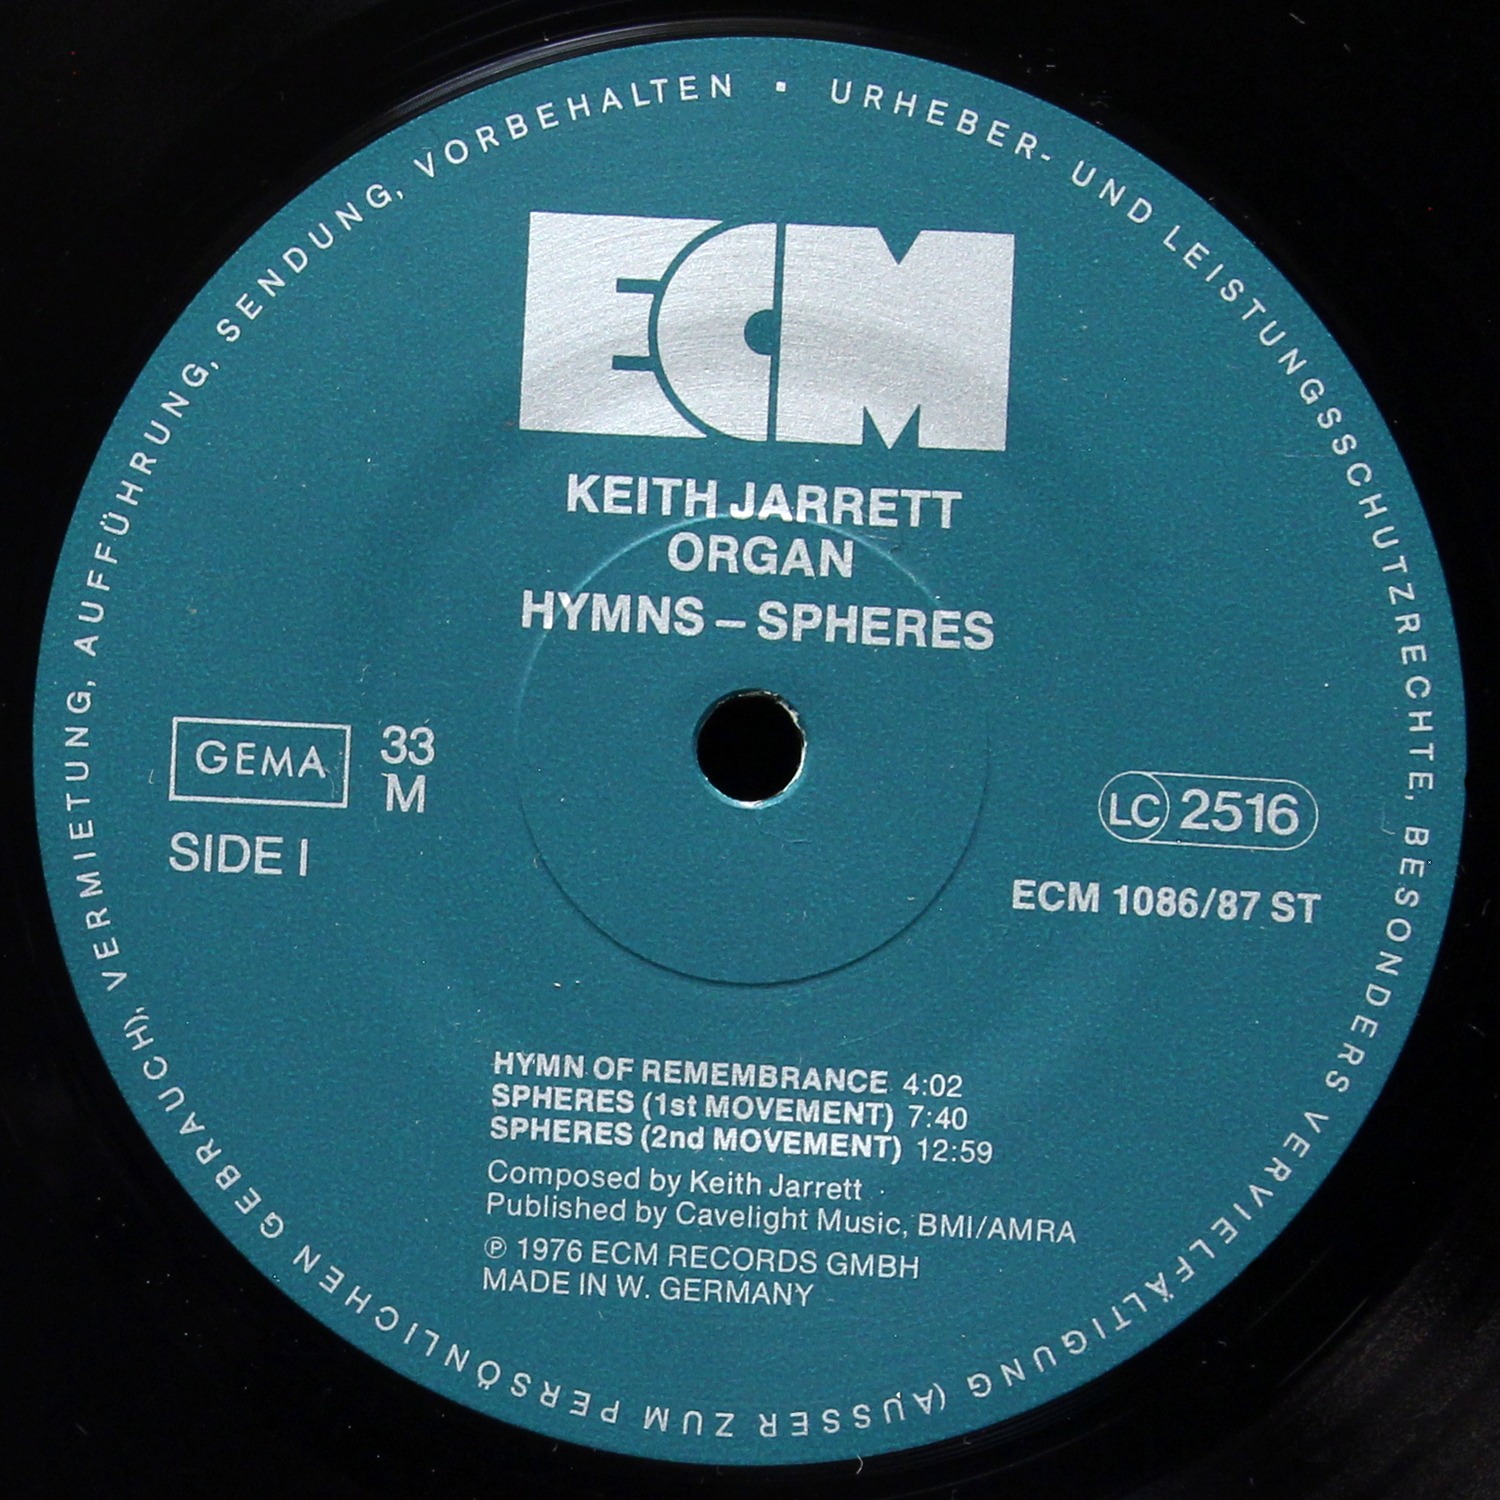 URHEBER- UND LEISTUNGSSCHUTZRECHTE, BESONDERS VERVIELFÄLTIGUNG (AUSSER ZUM PERSÖNLICHEN GEBRAUCH), VERMIETUNG, AUFFÜHRUNG, SENDUNG, VORBEHALTEN •
ECM
KEITH JARRETT
ORGAN
HYMNS – SPHERES
GEMA
33
M
SIDE I
LC 2516
ECM 1086/87 ST
HYMN OF REMEMBRANCE 4:02
SPHERES (1st MOVEMENT) 7:40
SPHERES (2nd MOVEMENT) 12:59
Composed by Keith Jarrett
Published by Cavelight Music, BMI/AMRA
℗ 1976 ECM RECORDS GMBH
MADE IN W. GERMANY